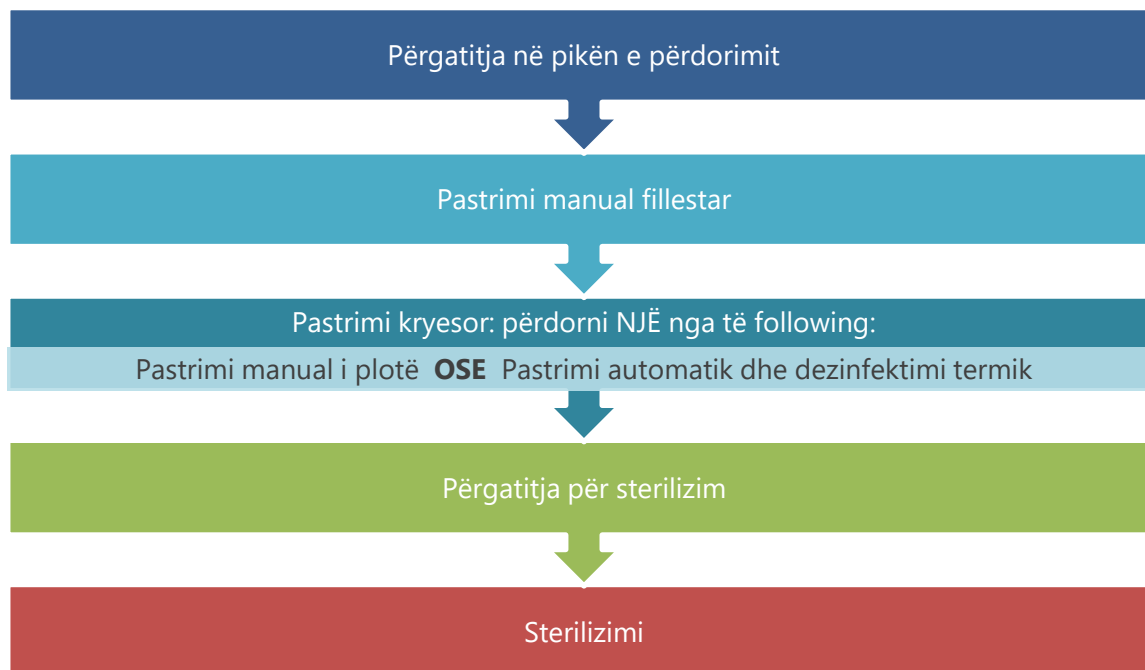 Përgatitja në pikën e përdorimit
Pastrimi manual fillestar
Pastrimi kryesor: përdorni NJË nga të following:
Pastrimi manual i plotë OSE Pastrimi automatik dhe dezinfektimi termik
Përgatitja për sterilizim
Sterilizimi